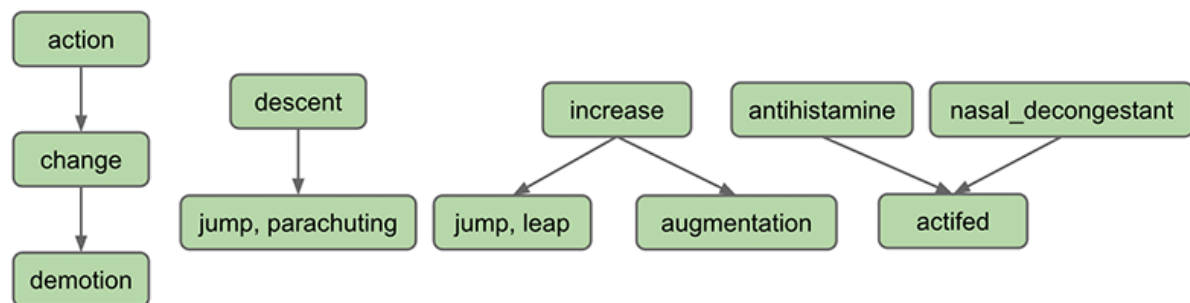 action
change
demotion
descent
jump, parachuting
increase
jump, leap
augmentation
antihistamine
nasal_decongestant
actifed